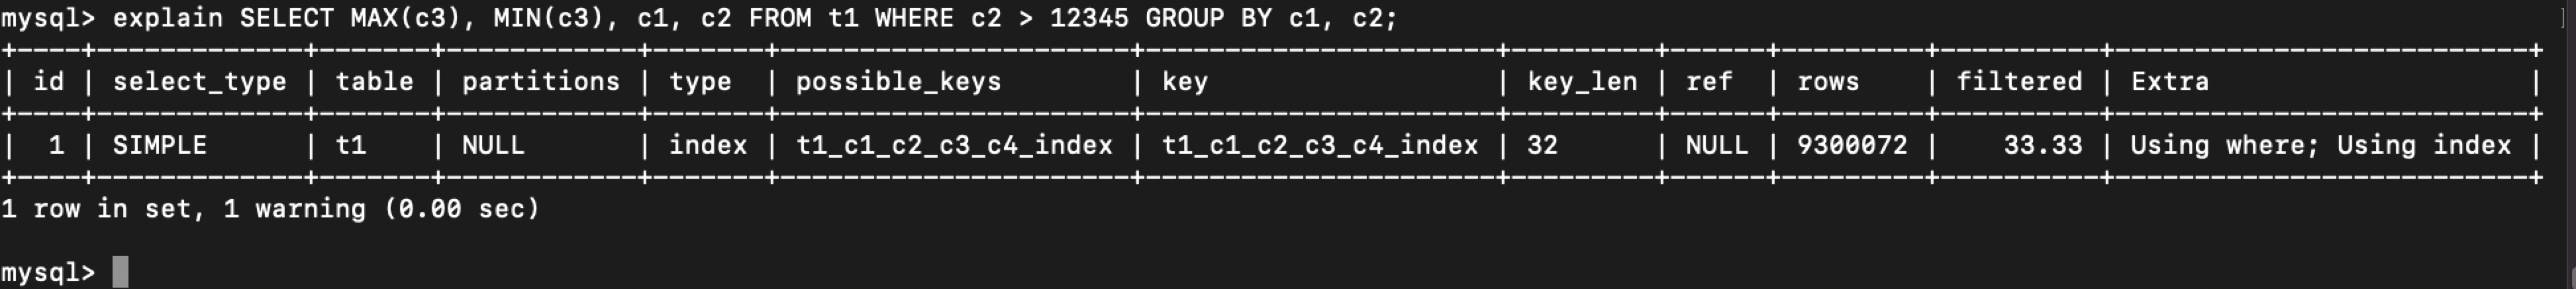 mysql> explain SELECT MAX(c3), MIN(c3), c1, c2 FROM t1 WHERE c2 > 12345 GROUP BY c1, c2;
+----+-------------+-------+------------+-------+----------------------+----------------------+---------+------+---------+----------+--------------------------+
| id | select_type | table | partitions | type  | possible_keys        | key                  | key_len | ref  | rows    | filtered | Extra                    |
+----+-------------+-------+------------+-------+----------------------+----------------------+---------+------+---------+----------+--------------------------+
|  1 | SIMPLE      | t1    | NULL       | index | t1_c1_c2_c3_c4_index | t1_c1_c2_c3_c4_index | 32      | NULL | 9300072 |    33.33 | Using where; Using index |
+----+-------------+-------+------------+-------+----------------------+----------------------+---------+------+---------+----------+--------------------------+
1 row in set, 1 warning (0.00 sec)
mysql>